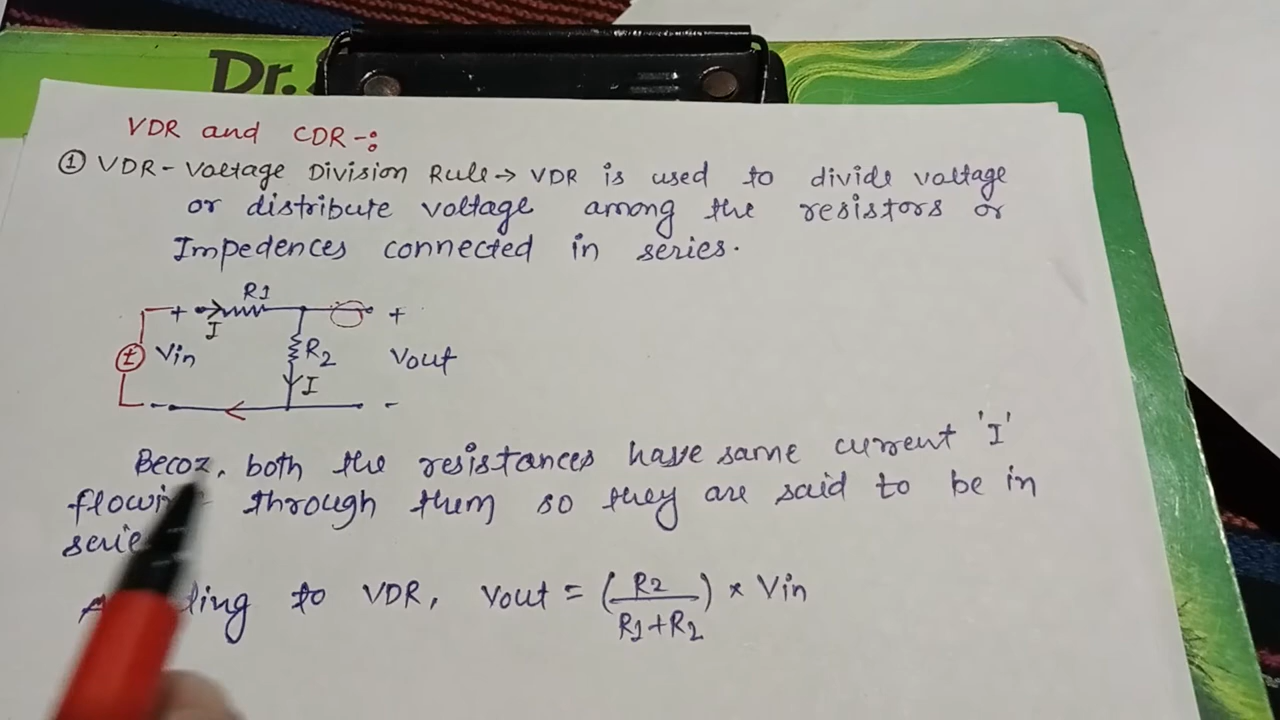 Dr.
VDR and CDR-:
① VDR - Voltage Division Rule → VDR is used to divide voltage
or distribute voltage among the resistors or
Impedences connected in series.
R1
+ I +
± Vin R2 Vout
I
- -
Becoz, both the resistances have same current 'I'
through them so they are said to be in
to VDR, Vout = (R2 / R1+R2) * Vin